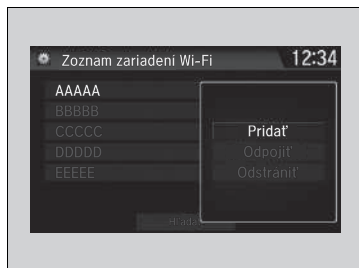 Zoznam zariadení Wi-Fi 12:34
AAAAA
BBBBB
CCCCC
DDDDD
EEEEE
Pridať
Odpojiť
Odstrániť